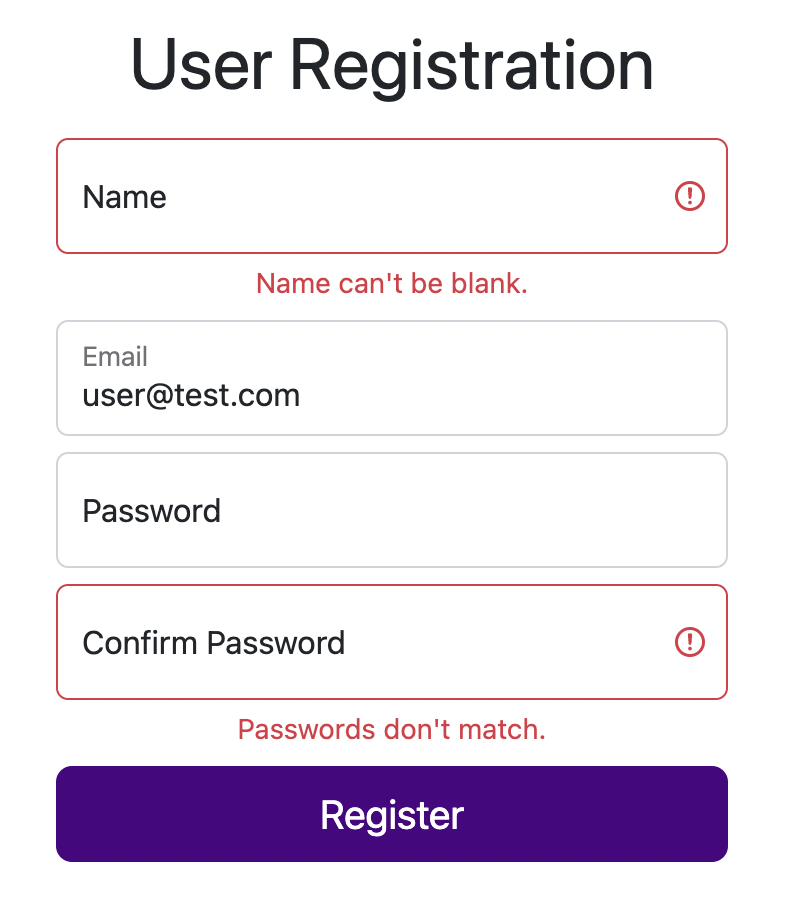 User Registration
Name
Name can't be blank.
Email
user@test.com
Password
Confirm Password
Passwords don't match.
Register